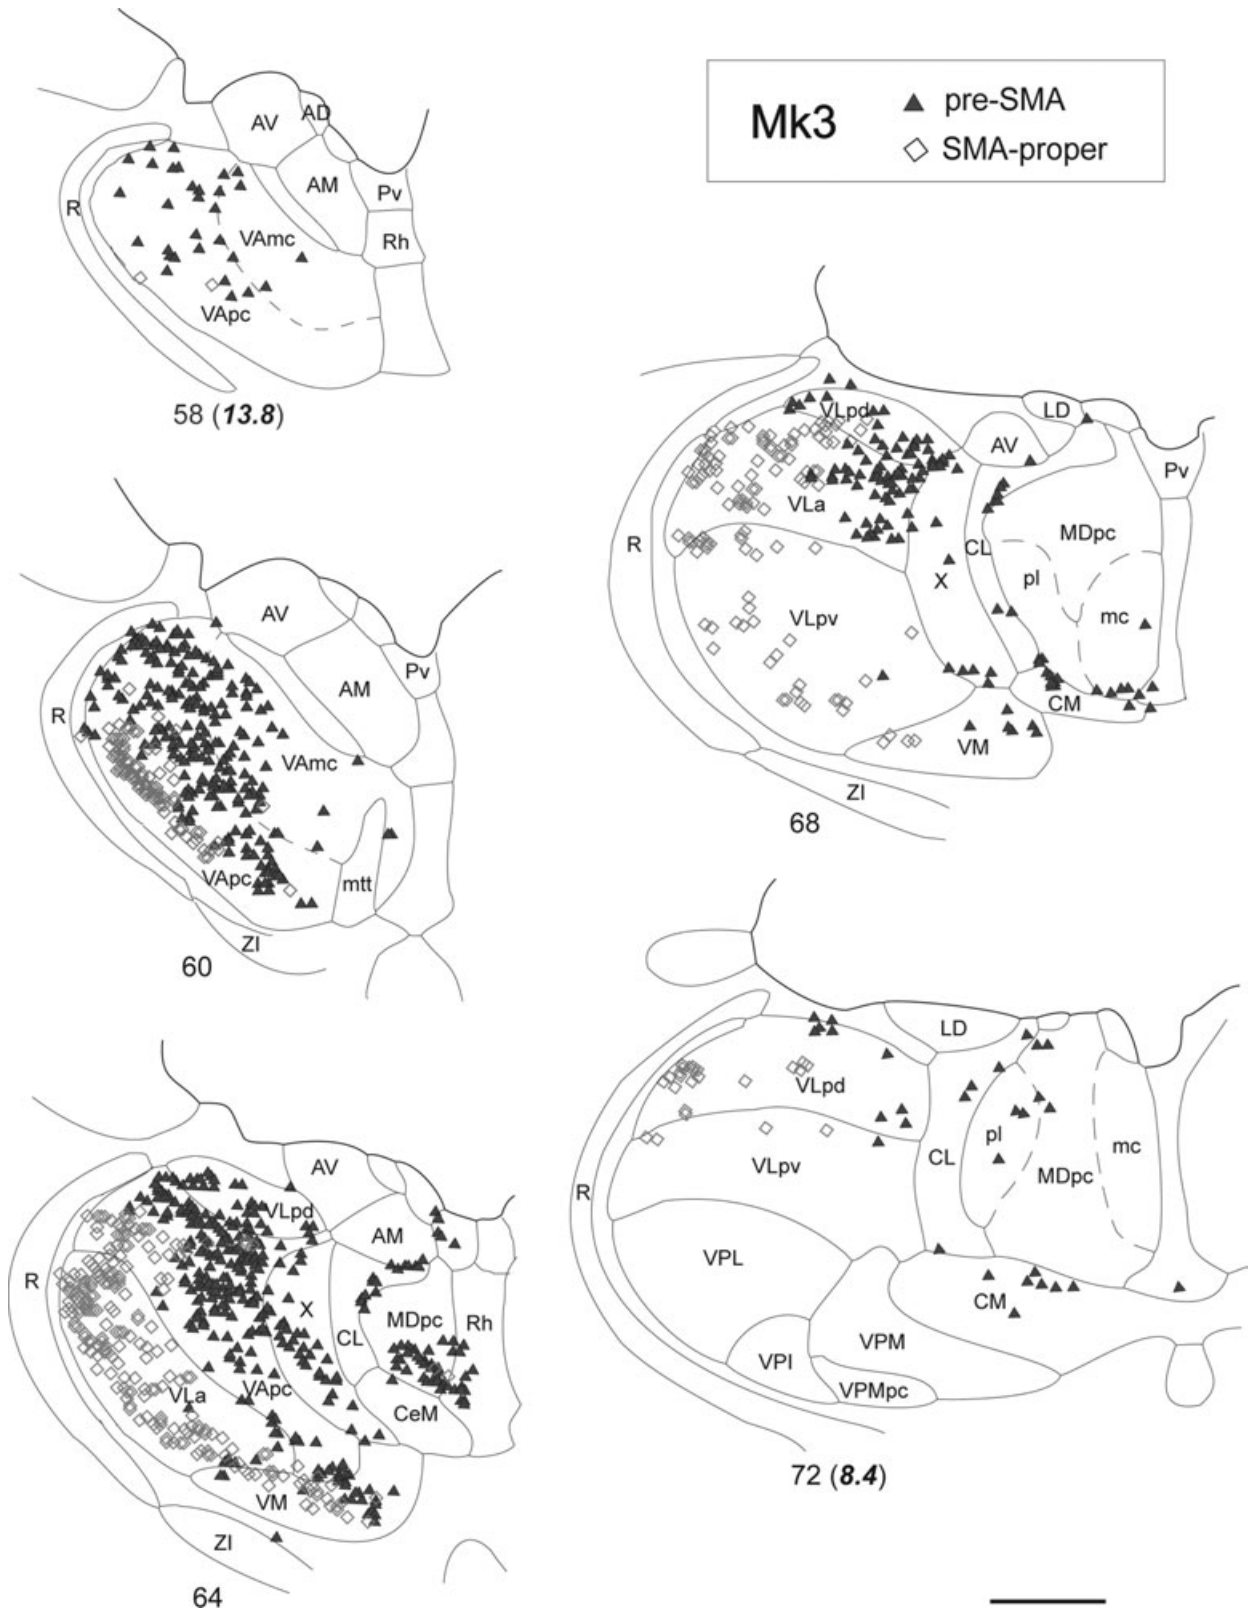 Mk3
pre-SMA
SMA-proper
AV
AD
AM
Pv
R
VAmc
Rh
VApc
58 (13.8)
AV
Pv
AM
R
VAmc
VApc
mtt
ZI
60
AV
VLpd
AM
R
X
MDpc
Rh
CL
VLa
VApc
CeM
VM
ZI
64
VLpd
LD
AV
Pv
VLa
R
CL
MDpc
X
pl
VLpv
mc
CM
VM
ZI
68
LD
VLpd
pl
mc
VLpv
CL
MDpc
R
VPL
CM
VPM
VPI
VPMpc
72 (8.4)